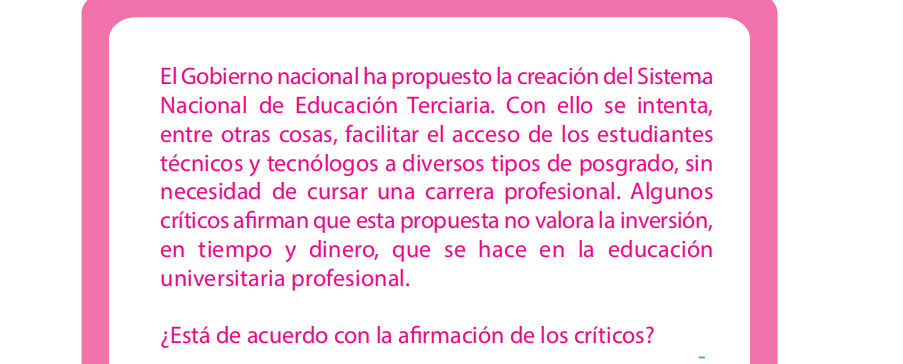 El Gobierno nacional ha propuesto la creación del Sistema
Nacional de Educación Terciaria. Con ello se intenta,
entre otras cosas, facilitar el acceso de los estudiantes
técnicos y tecnólogos a diversos tipos de posgrado, sin
necesidad de cursar una carrera profesional. Algunos
críticos afirman que esta propuesta no valora la inversión,
en tiempo y dinero, que se hace en la educación
universitaria profesional.
¿Está de acuerdo con la afirmación de los críticos?